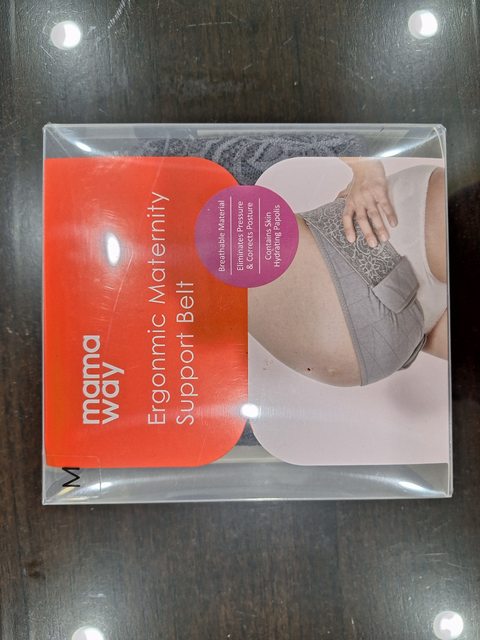 mama
way
Ergonmic Maternity
Support Belt
Breathable Material
Eliminates Pressure
& Corrects Posture
Contains Skin
Hydrating Papolis
M